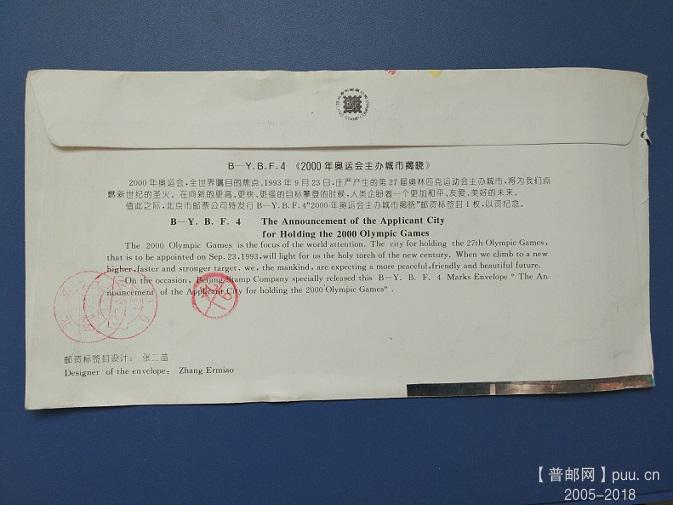 B—Y.B.F.4 《2000年奥运会主办城市揭晓》
2000年奥运会,全世界瞩目的焦点,1993年9月23日,庄严产生的第27届奥林匹克运动会主办城市,将为我们点
燃新世纪的圣火。在向新的更高,更快,更强的目标攀登的时候,人类企盼着一个更加和平、友爱、美好的未来。
值此之际,北京市邮票公司特发行B—Y.B.F.4"2000年奥运会主办城市揭晓"邮资标签封1枚,以资纪念。
B—Y. B. F. 4 The Announcement of the Applicant City
for Holding the 2000 Olympic Games
The 2000 Olympic Games is the focus of the world attention. The city for holding the 27th Olympic Games,
that is to be appointed on Sep. 23,1993,will light for us the holy torch of the new century. When we climb to a new
higher,faster and stronger target, we, the mankind, are expecting a more peaceful,friendly and beautiful future.
On the occasion, Beijing Stamp Company specially released this B—Y. B. F. 4 Marks Envelope " The An-
nouncement of the Applicant City for holding the 2000 Olympic Games".
邮资标签封设计: 张二苗
Designer of the envelope: Zhang Ermiao
【普邮网】puu.cn
2005-2018